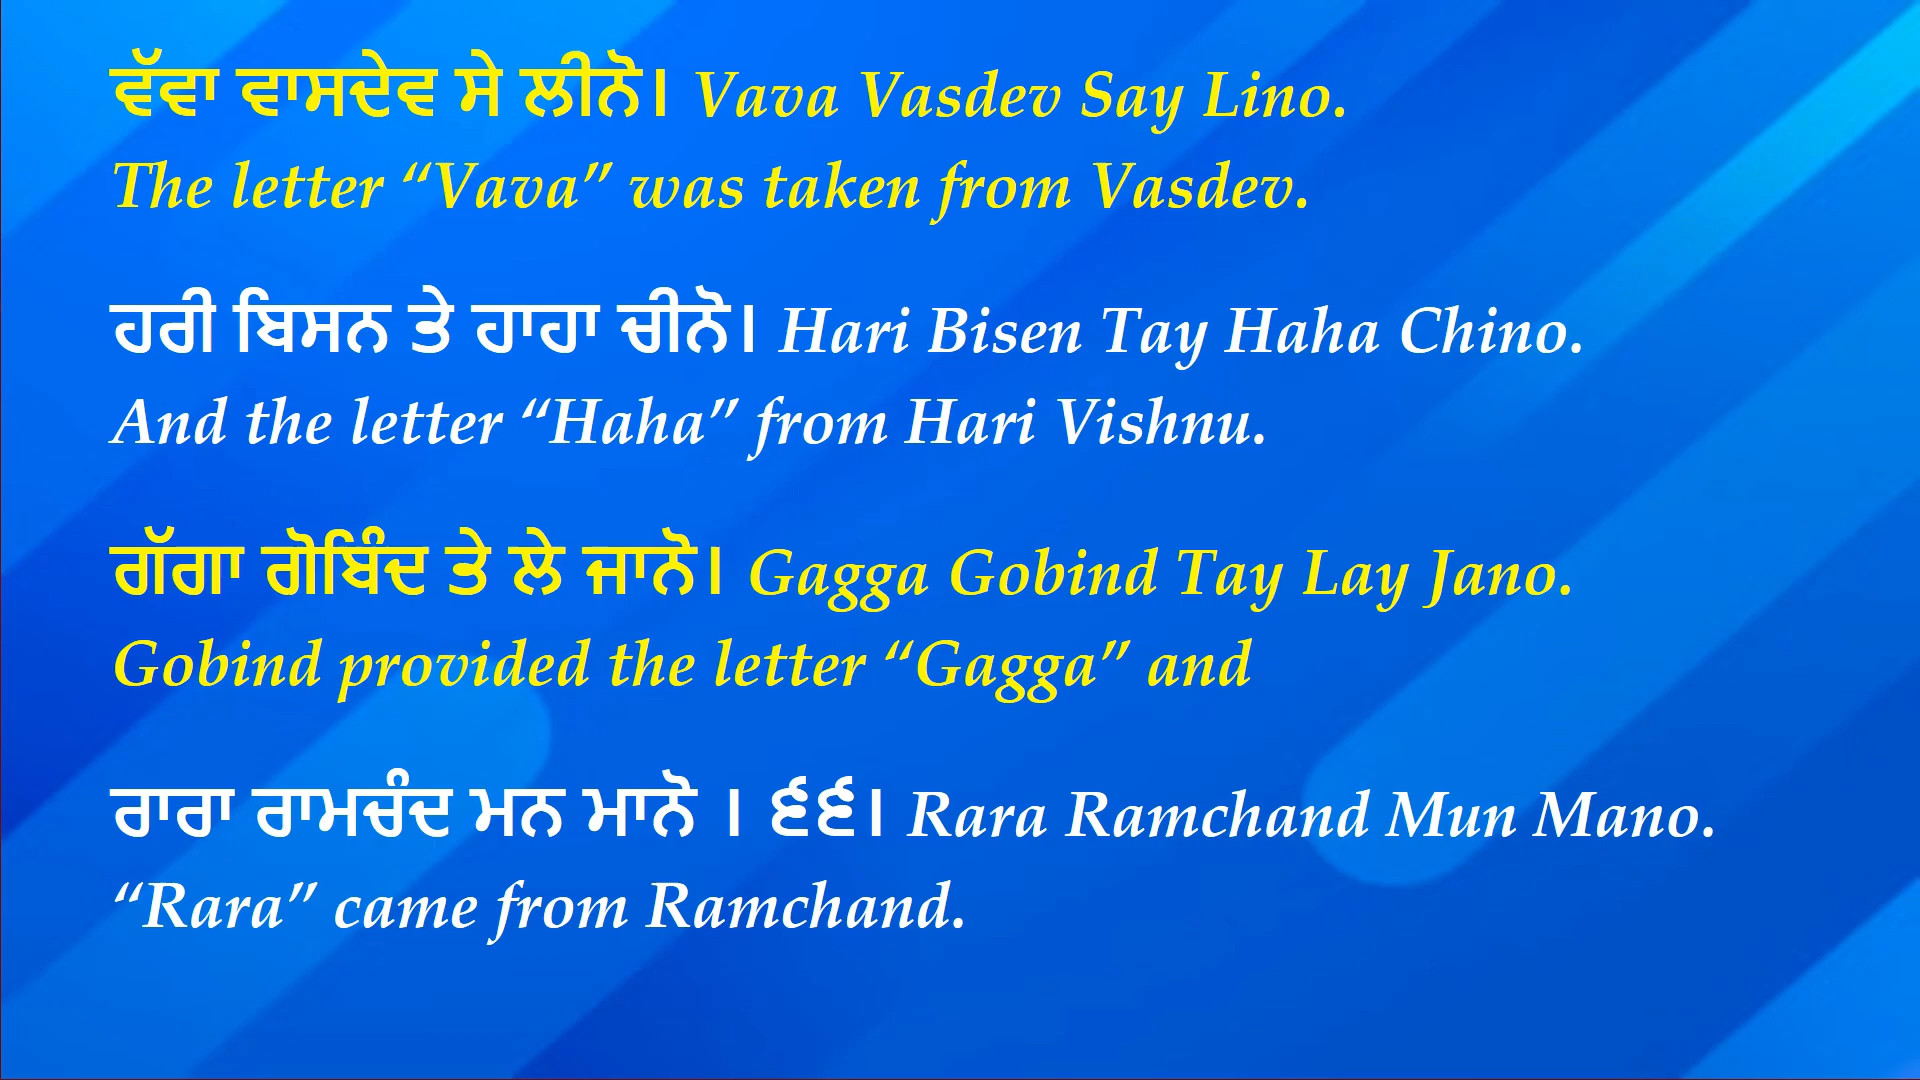 ਵੱਵਾ ਵਾਸਦੇਵ ਸੇ ਲੀਨੋ। Vava Vasdev Say Lino.
The letter “Vava” was taken from Vasdev.
ਹਰੀ ਬਿਸਨ ਤੇ ਹਾਹਾ ਚੀਨੋ। Hari Bisen Tay Haha Chino.
And the letter “Haha” from Hari Vishnu.
ਗੱਗਾ ਗੋਬਿੰਦ ਤੇ ਲੇ ਜਾਨੋ। Gagga Gobind Tay Lay Jano.
Gobind provided the letter “Gagga” and
ਰਾਰਾ ਰਾਮਚੰਦ ਮਨ ਮਾਨੋ । ੬੬। Rara Ramchand Mun Mano.
“Rara” came from Ramchand.